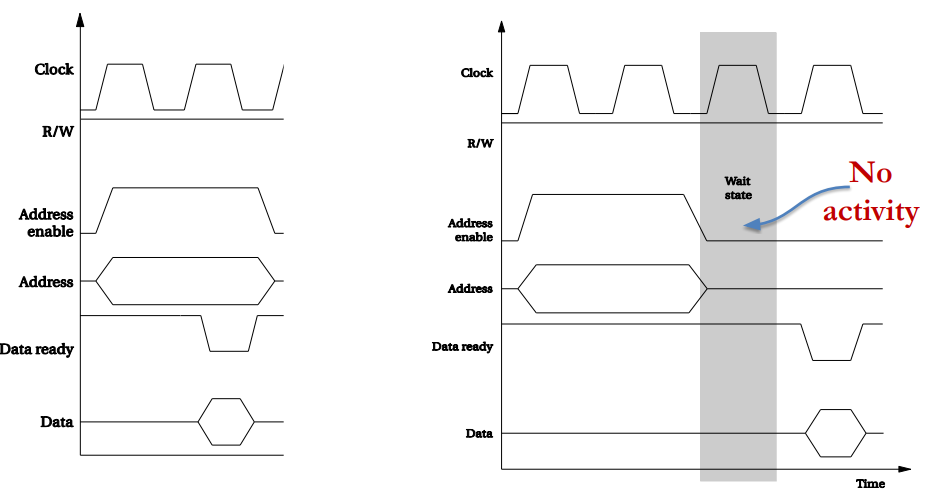 Clock
R/W
Address
enable
Address
Data ready
Data
Clock
R/W
Wait
state
No
activity
Address
enable
Address
Data ready
Data
Time